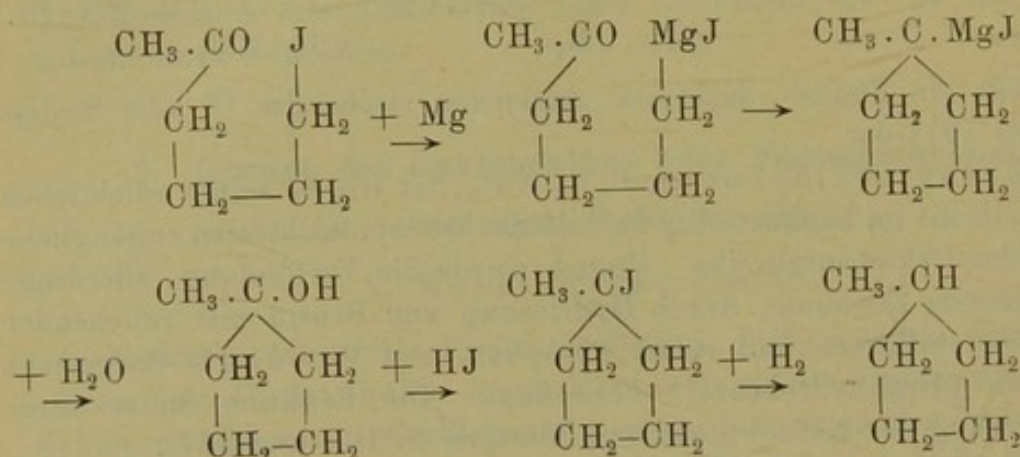 CH₃.CO J CH₃.CO MgJ CH₃.C.MgJ
CH₂ CH₂ + Mg → CH₂ CH₂ → CH₂ CH₂
CH₂—CH₂ CH₂—CH₂ CH₂–CH₂
CH₃.C.OH CH₃.CJ CH₃.CH
+ H₂O → CH₂ CH₂ + HJ → CH₂ CH₂ + H₂ → CH₂ CH₂
CH₂–CH₂ CH₂–CH₂ CH₂–CH₂